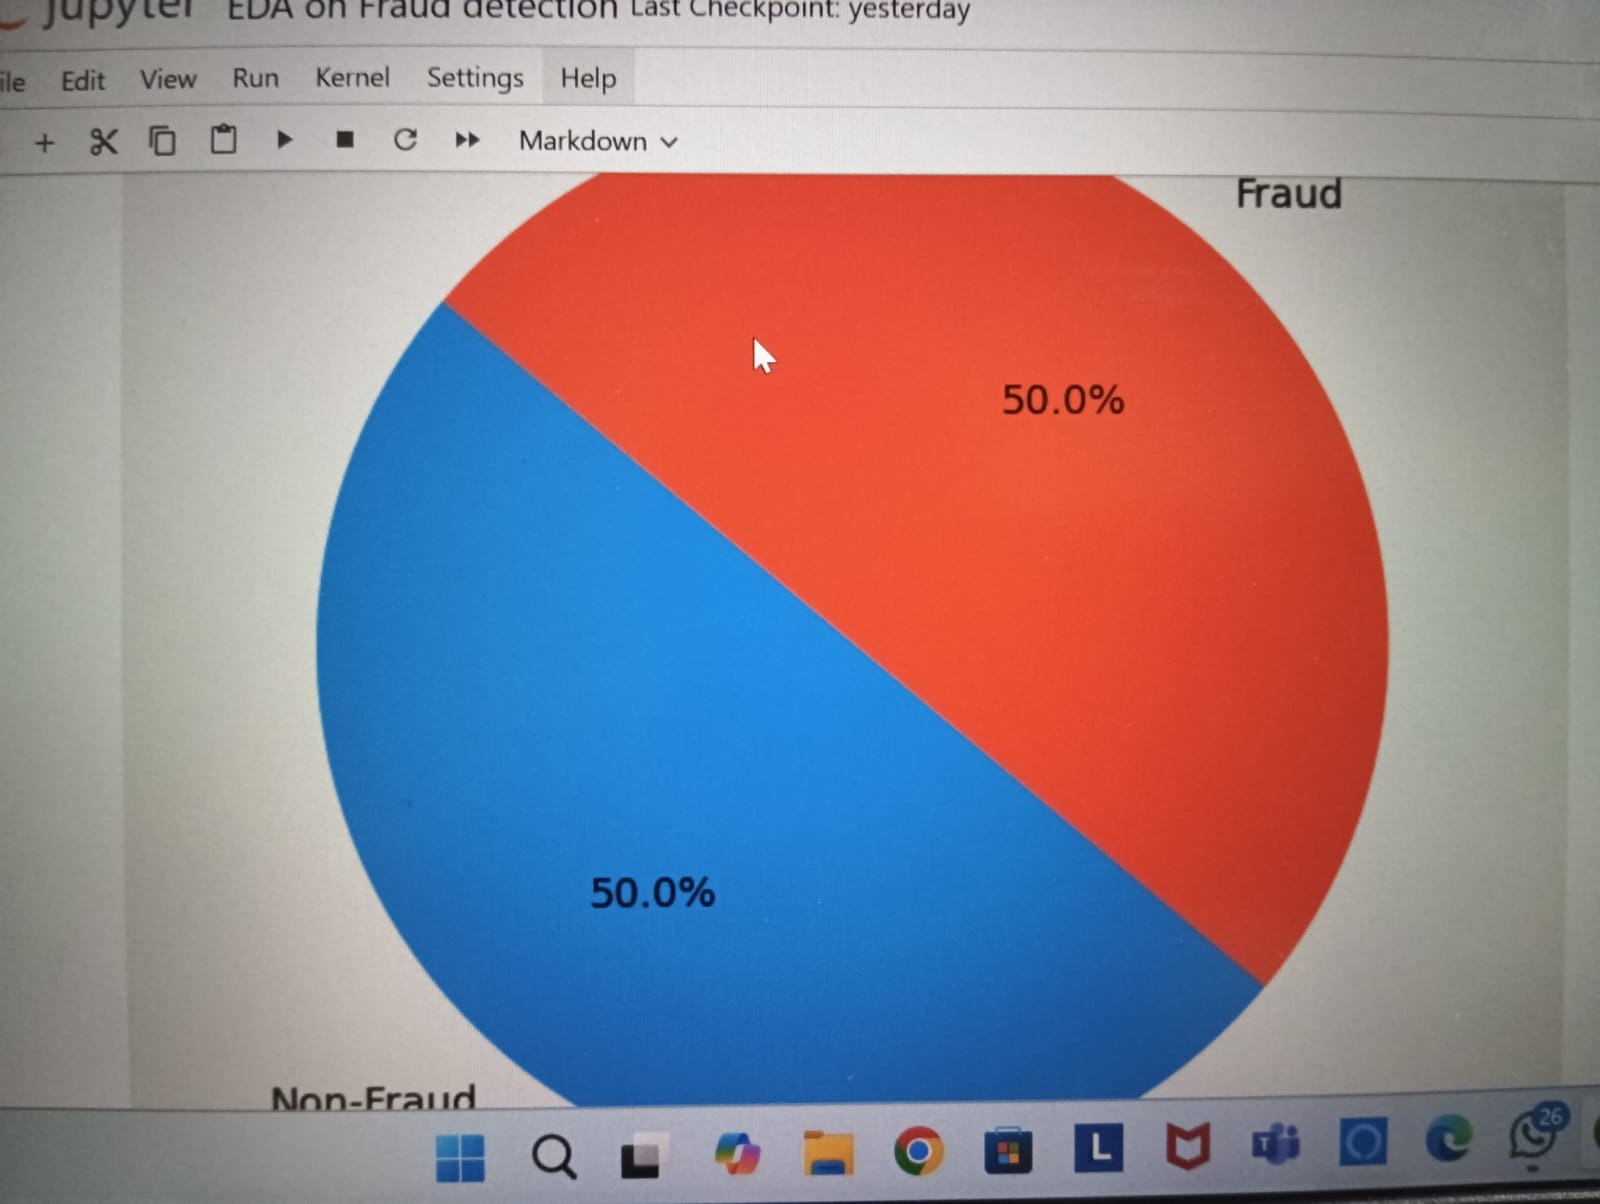 jupyter EDA on Fraud detection Last Checkpoint: yesterday
ile Edit View Run Kernel Settings Help
Markdown
Fraud
50.0%
50.0%
Non-Fraud
L
T
26